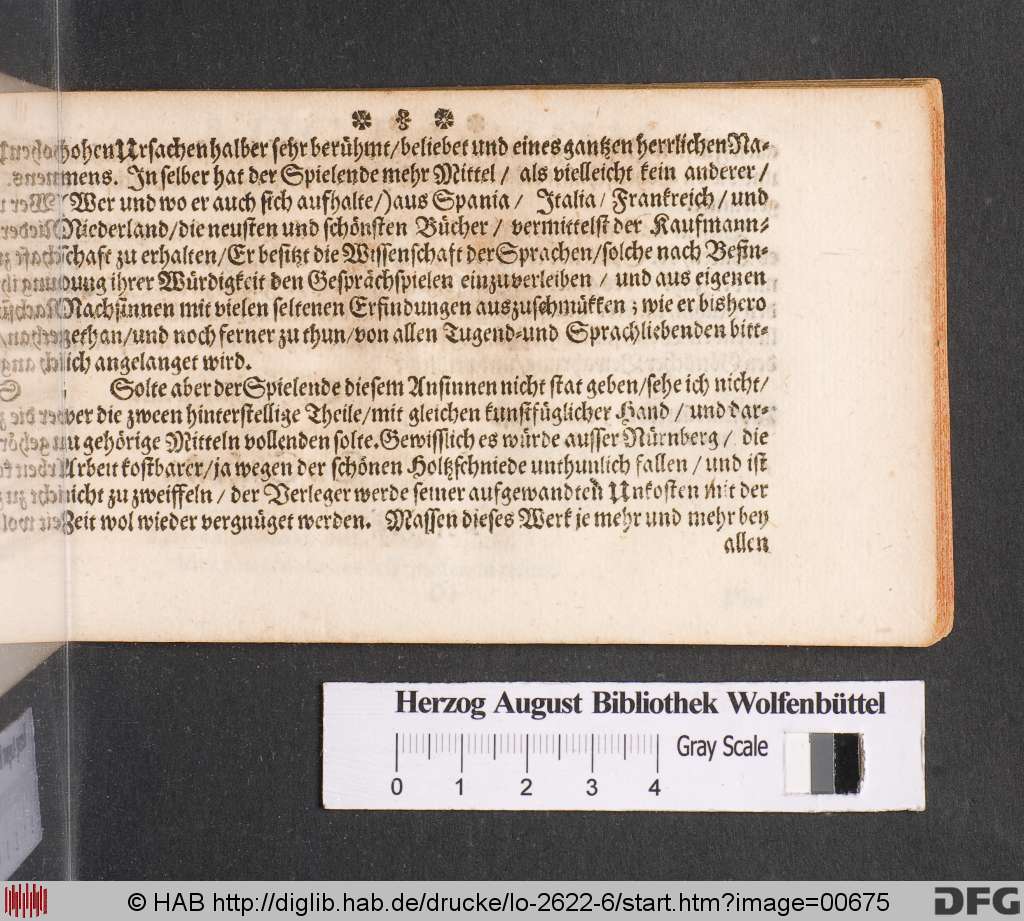 hohen Ursachen halber sehr berühmt/beliebet und eines gantzen herrlichen Na-
mens. In selber hat der Spielende mehr Mittel / als vielleicht kein anderer /
(Wer und wo er auch sich aufhalte/) aus Spania / Italia / Frankreich / und
Niederland/die neusten und schönsten Bücher / vermittelst der Kaufmann-
schaft zu erhalten/Er besitzt die Wissenschaft der Sprachen/solche nach Befin-
dung ihrer Würdigkeit den Gesprächspielen einzuverleiben / und aus eigenen
Nachsinnen mit vielen seltenen Erfindungen auszuschmükken; wie er bishero
gethan/und noch ferner zu thun/von allen Tugend-und Sprachliebenden bitt-
lich angelanget wird.
Solte aber der Spielende diesem Ansinnen nicht stat geben/sehe ich nicht/
wer die zween hinterstellige Theile/mit gleichen kunstfüglicher Hand / und dar-
zu gehörige Mitteln vollenden solte. Gewisslich es würde ausser Nürnberg / die
Arbeit kostbarer/ja wegen der schönen Holtzschniede unthunlich fallen / und ist
nicht zu zweiffeln / der Verleger werde seiner aufgewandten Unkosten mit der
Zeit wol wieder vergnüget werden. Massen dieses Werk je mehr und mehr bey
allen
Herzog August Bibliothek Wolfenbüttel
0 1 2 3 4 Gray Scale
© HAB http://diglib.hab.de/drucke/lo-2622-6/start.htm?image=00675
DFG